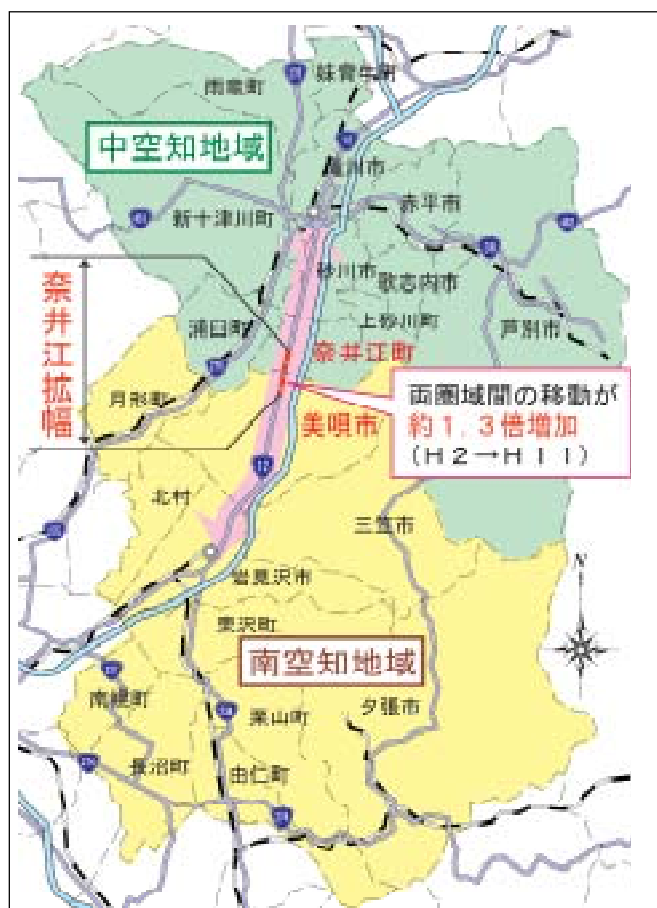 妹背牛町
雨竜町
中空知地域
滝川市
赤平市
新十津川町
砂川市
歌志内市
上砂川町
芦別市
浦臼町
奈井江町
奈井江拡幅
月形町
美唄市
両圏域間の移動が
約1.3倍増加
(H2→H11)
12
北村
三笠市
N
岩見沢市
栗沢町
南空知地域
南幌町
夕張市
栗山町
長沼町
由仁町